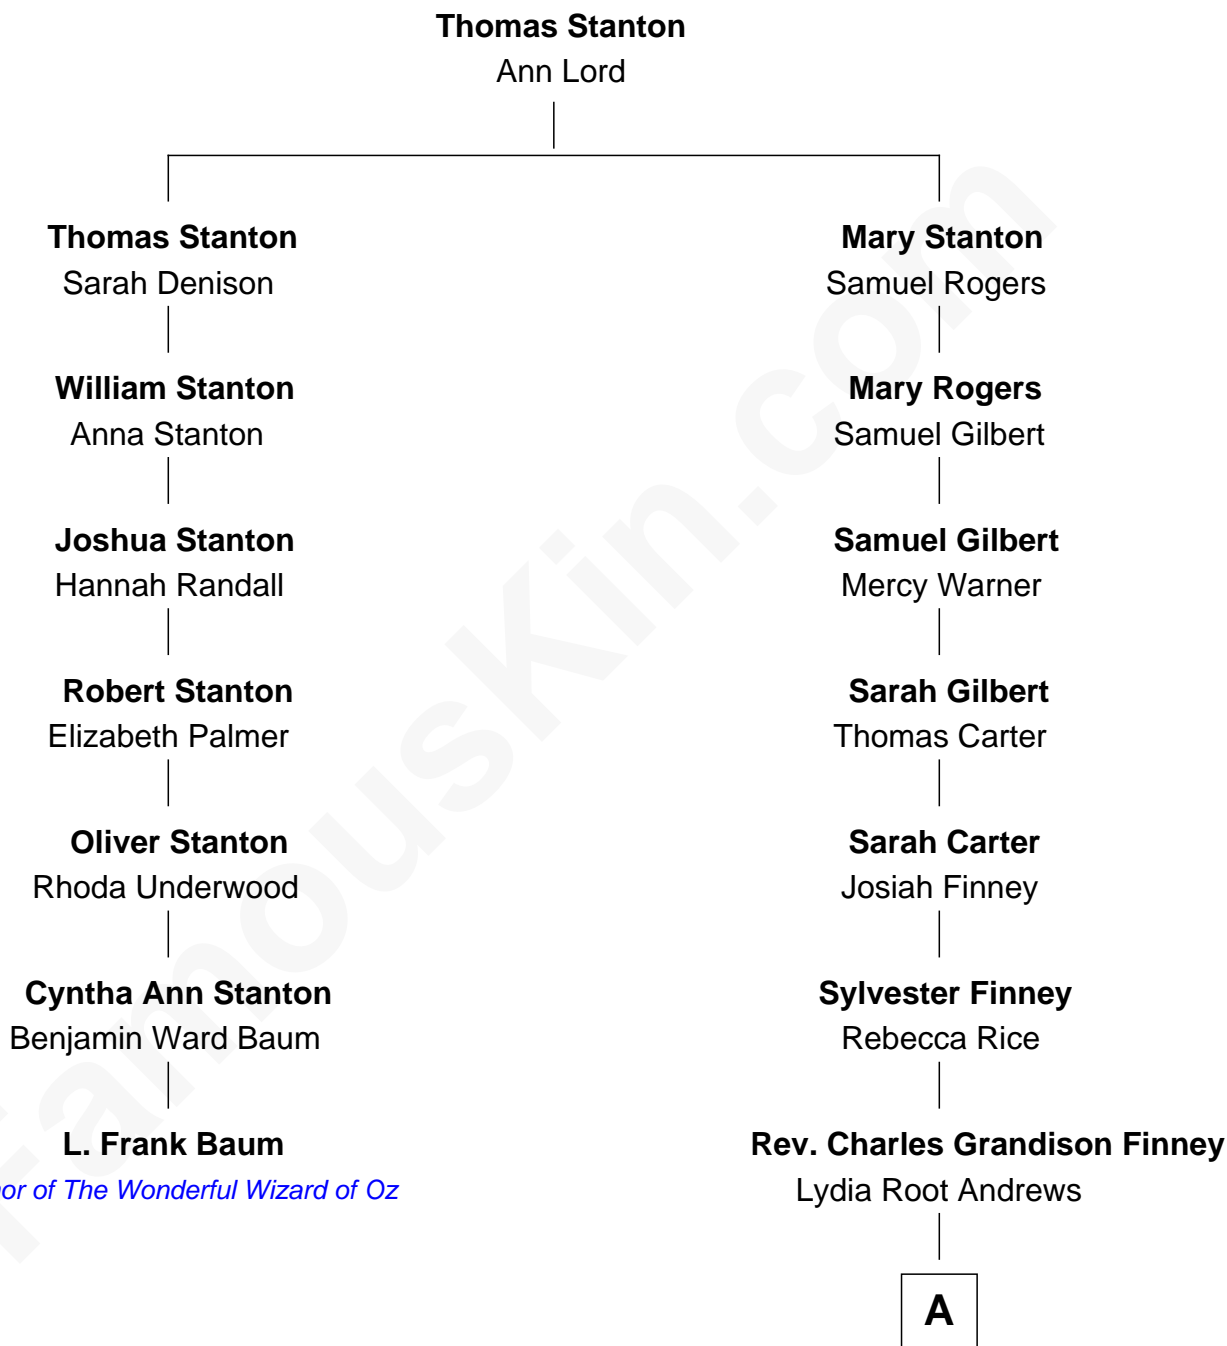 Thomas Stanton
Ann Lord
Thomas Stanton
Sarah Denison
William Stanton
Anna Stanton
Joshua Stanton
Hannah Randall
Robert Stanton
Elizabeth Palmer
Oliver Stanton
Rhoda Underwood
Cyntha Ann Stanton
Benjamin Ward Baum
L. Frank Baum
or of The Wonderful Wizard of Oz
Mary Stanton
Samuel Rogers
Mary Rogers
Samuel Gilbert
Samuel Gilbert
Mercy Warner
Sarah Gilbert
Thomas Carter
Sarah Carter
Josiah Finney
Sylvester Finney
Rebecca Rice
Rev. Charles Grandison Finney
Lydia Root Andrews
A
FamousKin.com